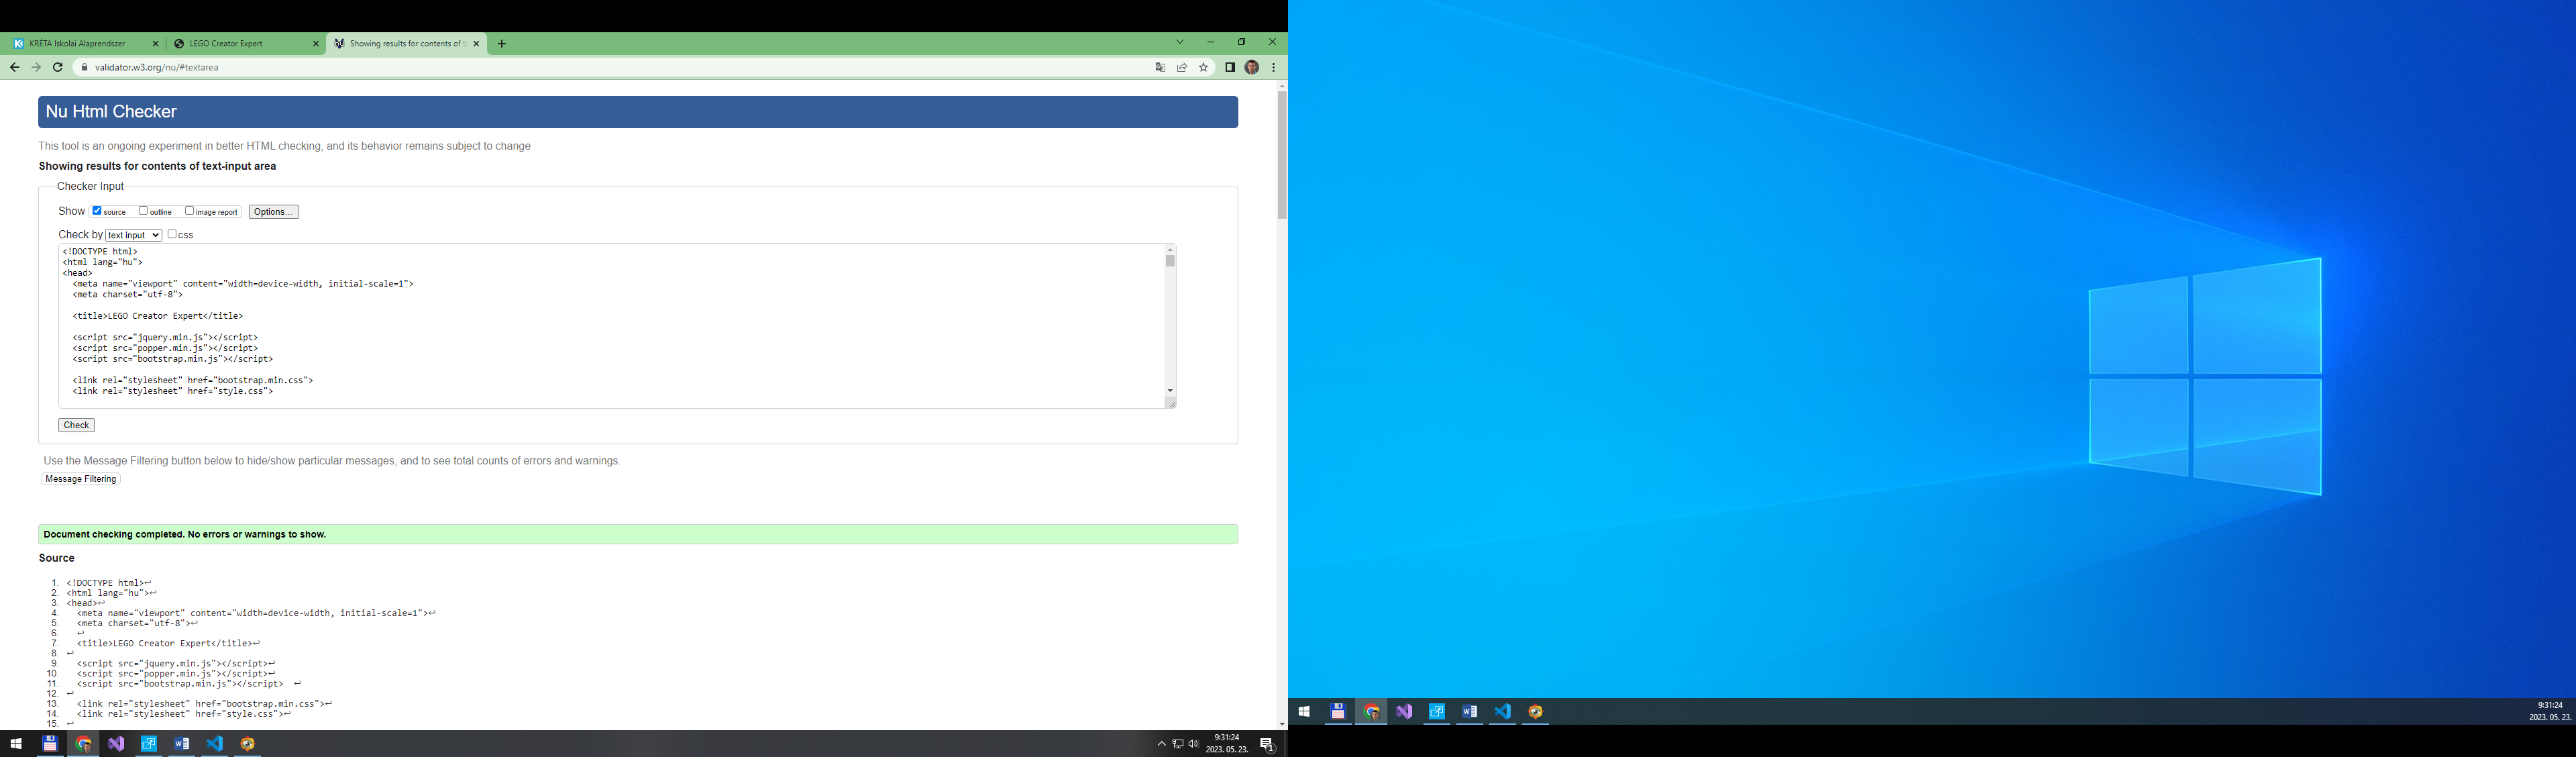 KRÉTA Iskolai Alaprendszer
LEGO Creator Expert
Showing results for contents of t
validator.w3.org/nu/#textarea
Nu Html Checker
This tool is an ongoing experiment in better HTML checking, and its behavior remains subject to change
Showing results for contents of text-input area
Checker Input
Show source outline image report Options...
Check by text input css
<!DOCTYPE html>
<html lang="hu">
<head>
<meta name="viewport" content="width=device-width, initial-scale=1">
<meta charset="utf-8">
<title>LEGO Creator Expert</title>
<script src="jquery.min.js"></script>
<script src="popper.min.js"></script>
<script src="bootstrap.min.js"></script>
<link rel="stylesheet" href="bootstrap.min.css">
<link rel="stylesheet" href="style.css">
Check
Use the Message Filtering button below to hide/show particular messages, and to see total counts of errors and warnings.
Message Filtering
Document checking completed. No errors or warnings to show.
Source
1. <!DOCTYPE html>↩
2. <html lang="hu">↩
3. <head>↩
4. <meta name="viewport" content="width=device-width, initial-scale=1">↩
5. <meta charset="utf-8">↩
6. ↩
7. <title>LEGO Creator Expert</title>↩
8. ↩
9. <script src="jquery.min.js"></script>↩
10. <script src="popper.min.js"></script>↩
11. <script src="bootstrap.min.js"></script> ↩
12. ↩
13. <link rel="stylesheet" href="bootstrap.min.css">↩
14. <link rel="stylesheet" href="style.css">↩
15. ↩
9:31:24
2023. 05. 23.
1
9:31:24
2023. 05. 23.